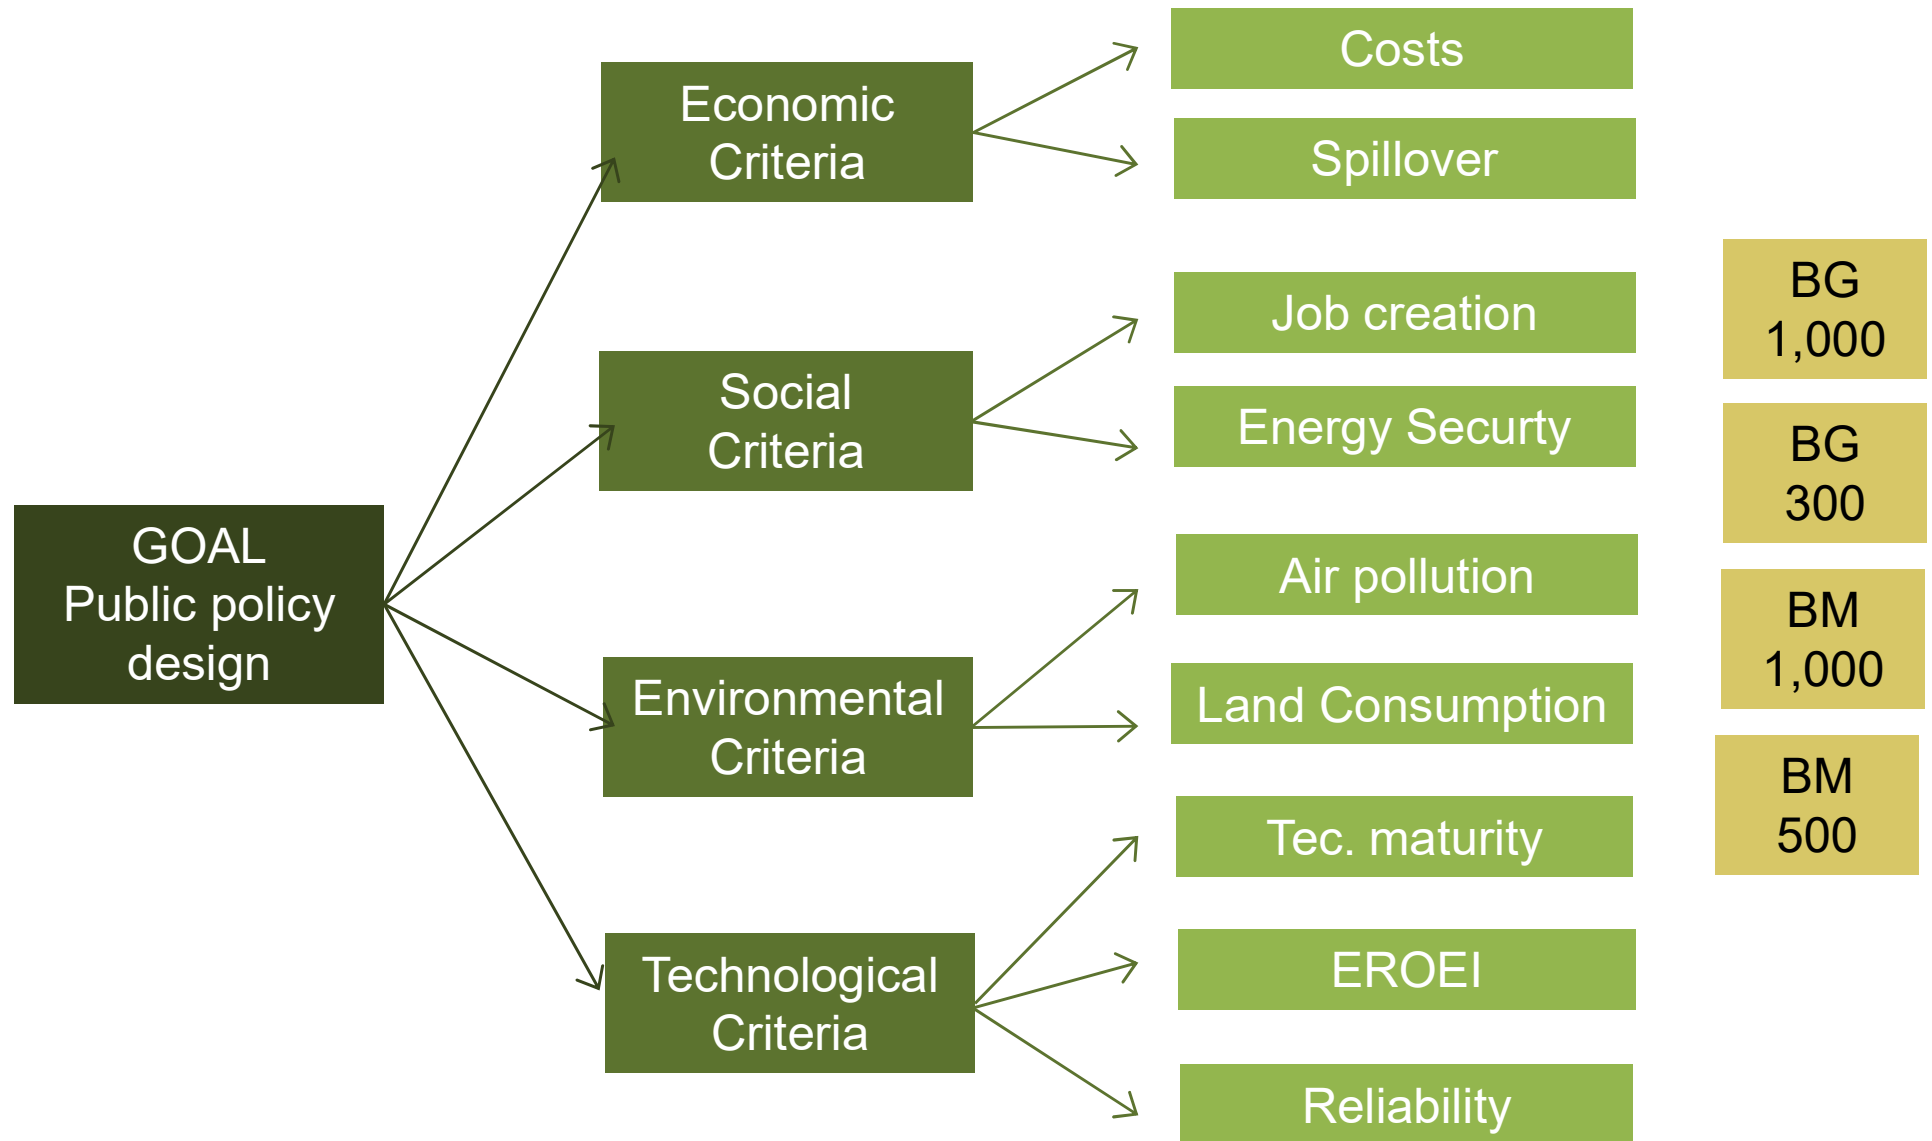 GOAL
Public policy
design
Economic
Criteria
Social
Criteria
Environmental
Criteria
Technological
Criteria
Costs
Spillover
Job creation
Energy Securty
Air pollution
Land Consumption
Tec. maturity
EROEI
Reliability
BG
1,000
BG
300
BM
1,000
BM
500